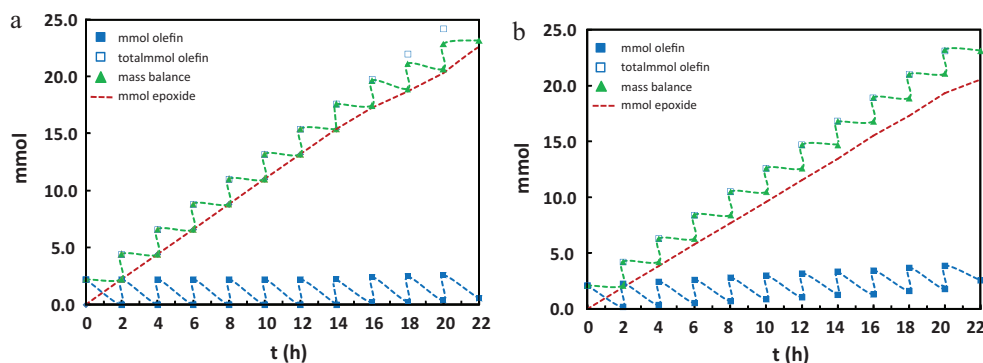 a
25.0
20.0
15.0
10.0
5.0
0.0
mmol
mmol olefin
totalmmol olefin
mass balance
mmol epoxide
0 2 4 6 8 10 12 14 16 18 20 22
t (h)
b
25.0
20.0
15.0
10.0
5.0
0.0
mmol
mmol olefin
totalmmol olefin
mass balance
mmol epoxide
0 2 4 6 8 10 12 14 16 18 20 22
t (h)